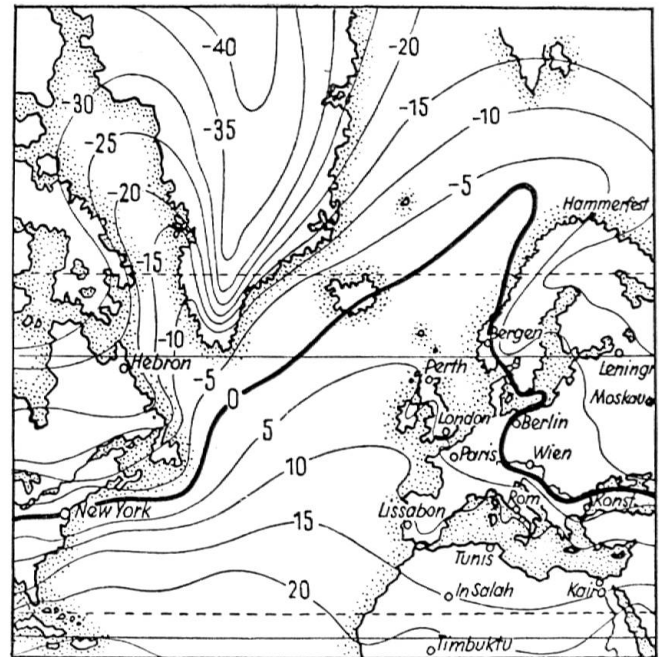 -40
-20
-30
-15
-35
-10
-25
-20
-5
Hammerfest
-15
-10
Bergen
Hebron
Leningr
-5
Perth
Moskau
0
London
Berlin
5
Paris
Wien
10
New York
Lissabon
Rom
Konst.
15
Tunis
20
In Salah
Kairo
Timbuktu